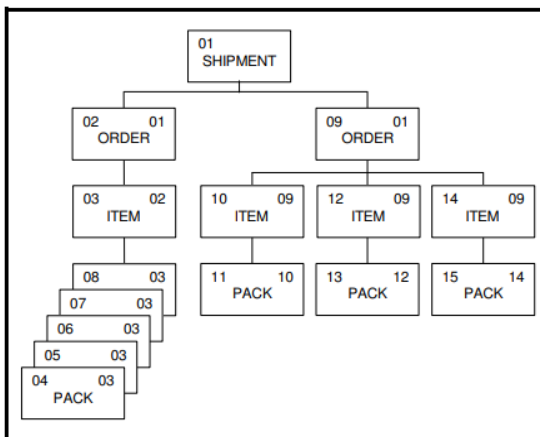 01
SHIPMENT
02 01
ORDER
09 01
ORDER
03 02
ITEM
10 09
ITEM
12 09
ITEM
14 09
ITEM
08 03
07 03
06 03
05 03
04 03
PACK
11 10
PACK
13 12
PACK
15 14
PACK